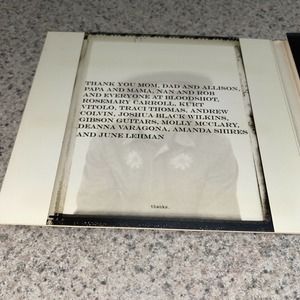 THANK YOU MOM, DAD AND ALLISON,
PAPA AND MAMA, NAN AND ROB
AND EVERYONE AT BLOODSHOT,
ROSEMARY CARROLL, KURT
VITOLO, TRACI THOMAS, ANDREW
COLVIN, JOSHUA BLACK WILKINS,
GIBSON GUITARS, MOLLY MCCLARY,
DEANNA VARAGONA, AMANDA SHIRES
AND JUNE LEHMAN
thanks.